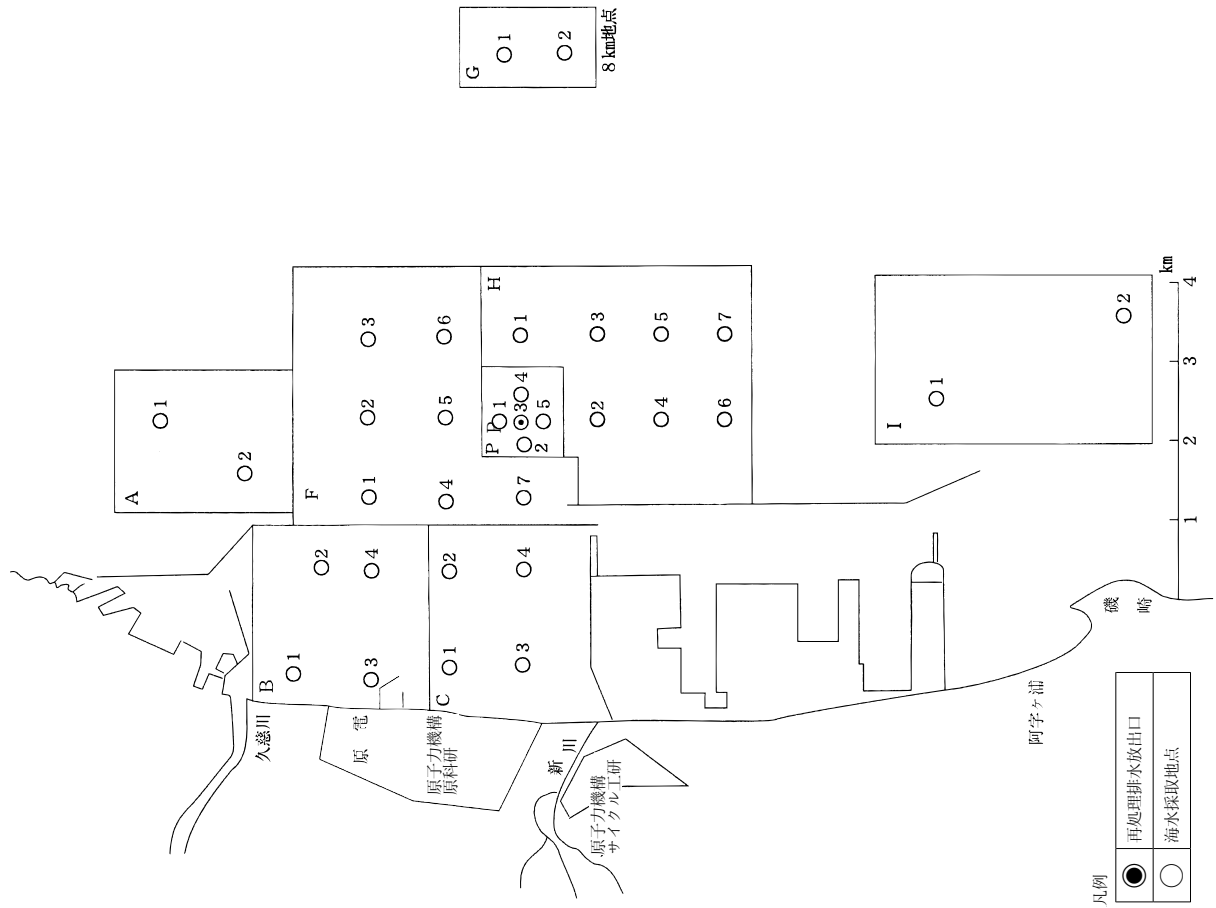 G
1
2
8 km地点
A
1
2
F
1
2
3
4
5
6
7
H
1
2
3
4
5
6
7
P
P
1
2
3
4
5
B
1
2
3
4
C
1
2
3
4
I
1
2
km
1
2
3
4
久慈川
原 電
原子力機構
原科研
新 川
原子力機構
サイクル工研
阿字ヶ浦
磯 崎
凡例
再処理排水放出口
海水採取地点